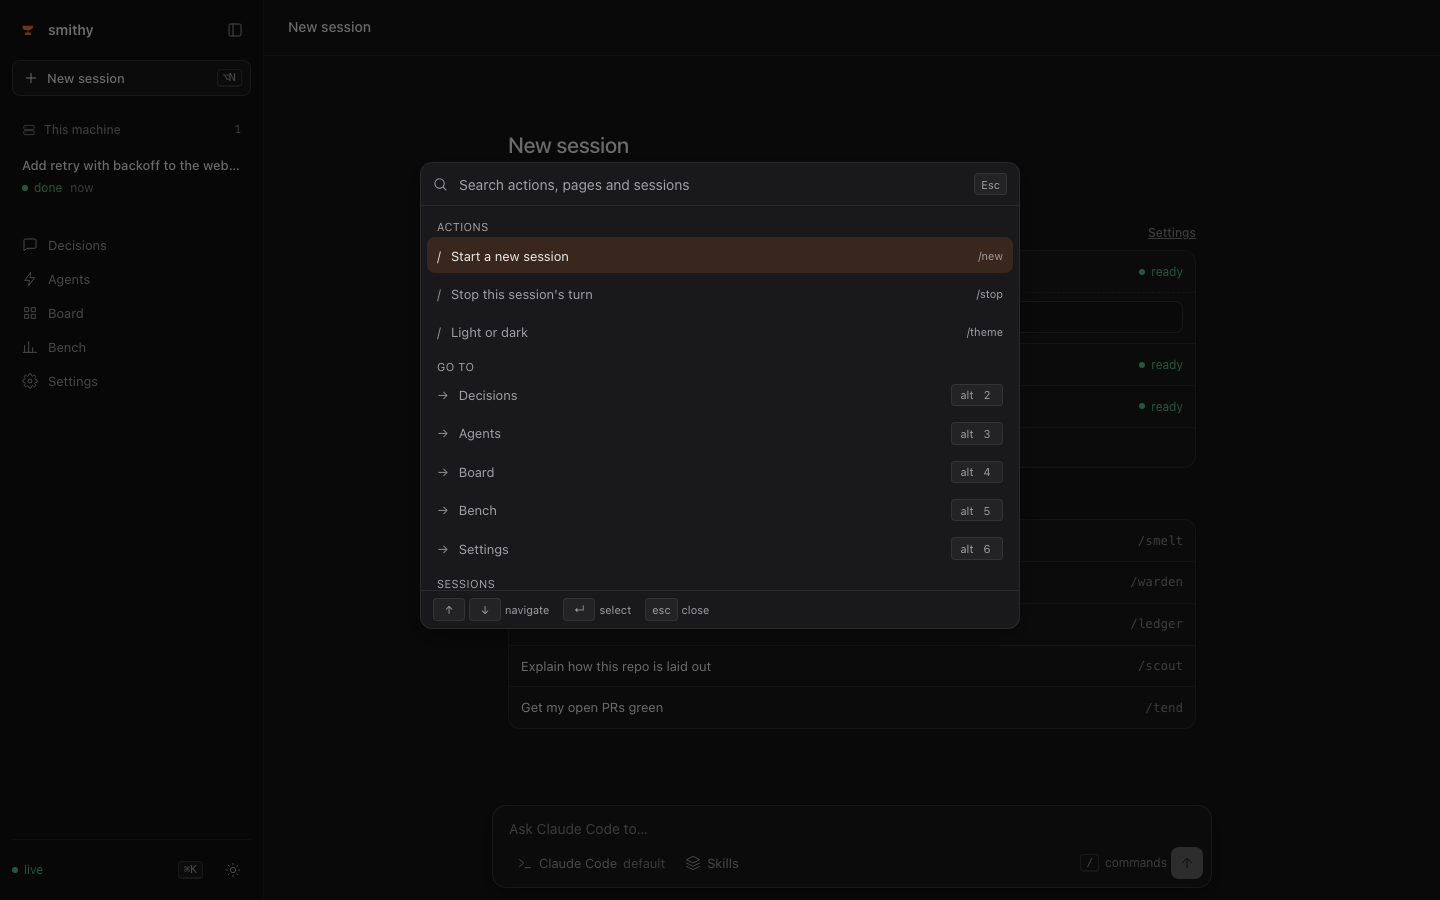 smithy
New session
⌥N
This machine
1
Add retry with backoff to the web...
done now
Decisions
Agents
Board
Bench
Settings
live
⌘K
New session
New session
Settings
ready
ready
ready
Search actions, pages and sessions
Esc
ACTIONS
/ Start a new session /new
/ Stop this session's turn /stop
/ Light or dark /theme
GO TO
→ Decisions alt 2
→ Agents alt 3
→ Board alt 4
→ Bench alt 5
→ Settings alt 6
SESSIONS
↑ ↓ navigate ↵ select esc close
/smelt
/warden
/ledger
Explain how this repo is laid out /scout
Get my open PRs green /tend
Ask Claude Code to...
>_ Claude Code default Skills / commands